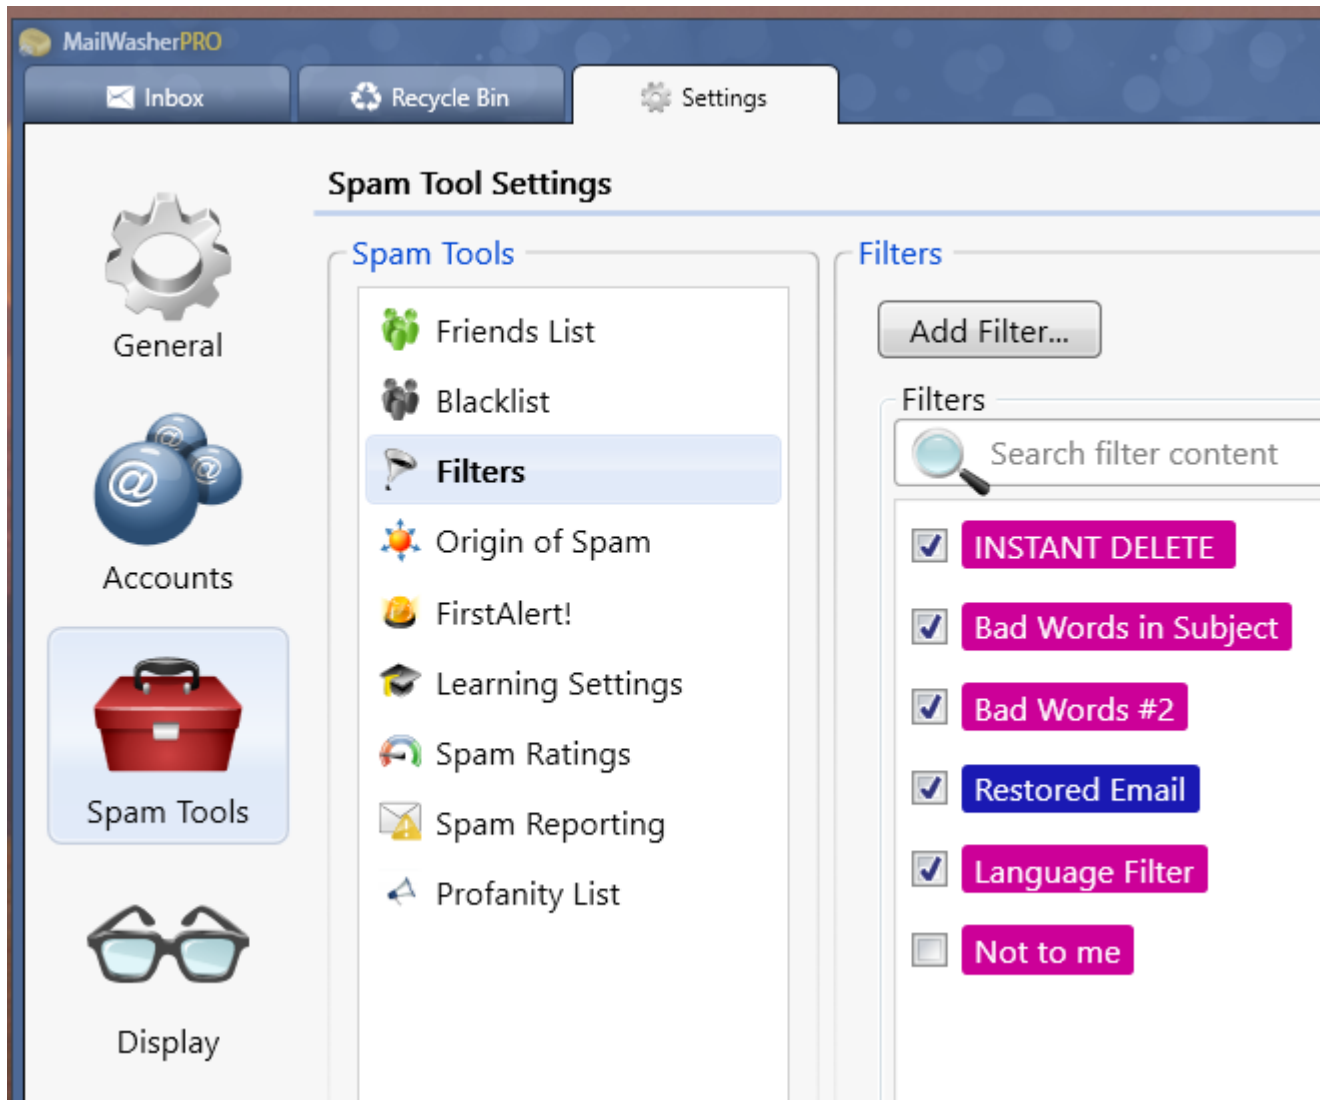 MailWasherPRO
Inbox
Recycle Bin
Settings
Spam Tool Settings
General
Accounts
Spam Tools
Display
Spam Tools
Friends List
Blacklist
Filters
Origin of Spam
FirstAlert!
Learning Settings
Spam Ratings
Spam Reporting
Profanity List
Filters
Add Filter...
Filters
Search filter content
INSTANT DELETE
Bad Words in Subject
Bad Words #2
Restored Email
Language Filter
Not to me